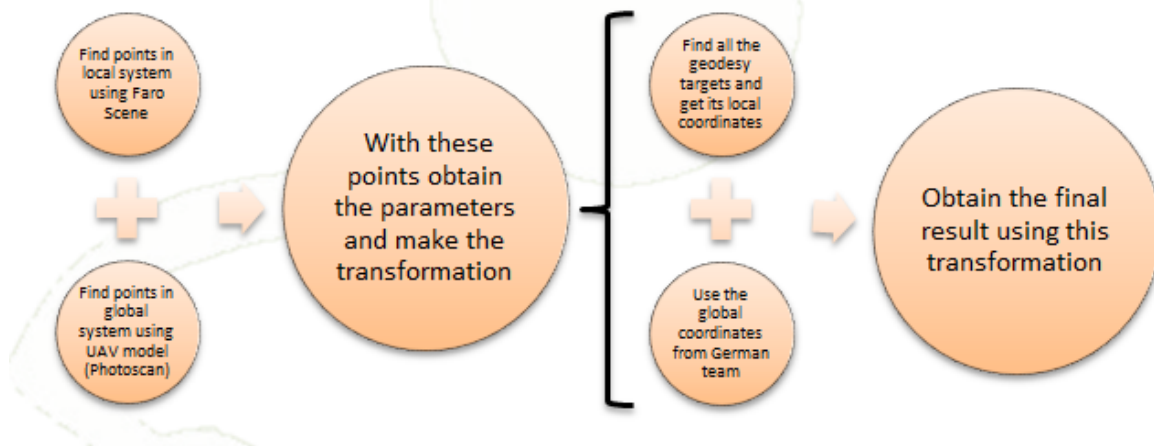 Find points in
local system
using Faro
Scene
Find points in
global
system using
UAV model
(Photoscan)
With these
points obtain
the parameters
and make the
transformation
Find all the
geodesy
targets and
get its local
coordinates
Use the
global
coordinates
from German
team
Obtain the final
result using this
transformation